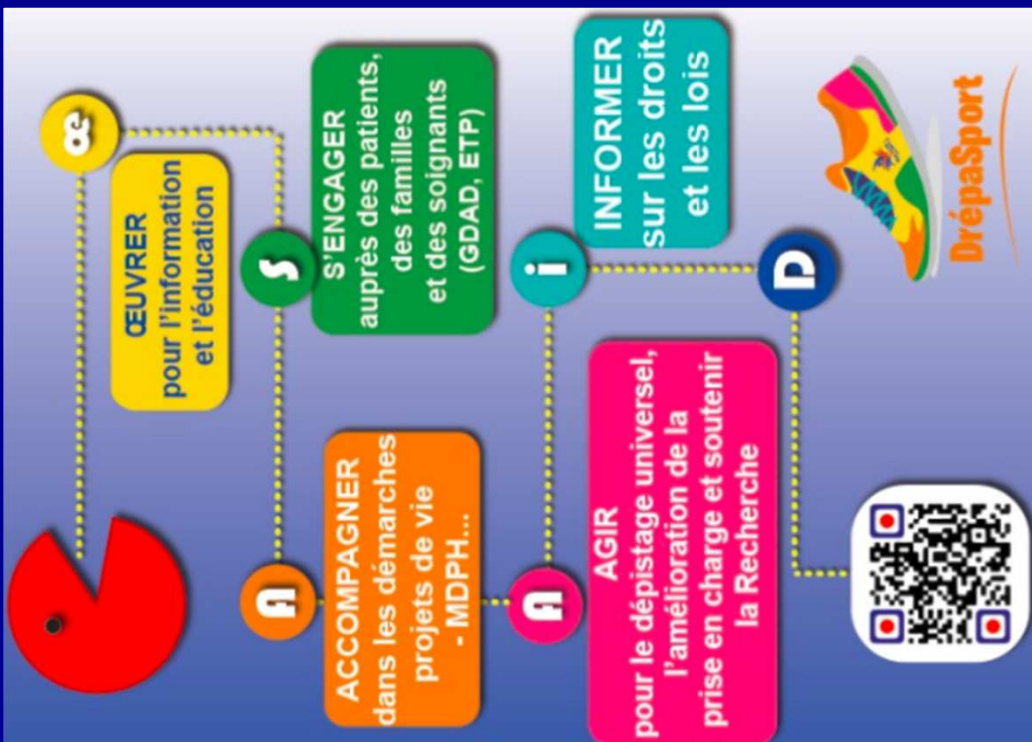 œ
ŒUVRER
pour l'information
et l'éducation
A
ACCOMPAGNER
dans les démarches
projets de vie
- MDPH...
S
S'ENGAGER
auprès des patients,
des familles
et des soignants
(GDAD, ETP)
A
AGIR
pour le dépistage universel,
l'amélioration de la
prise en charge et soutenir
la Recherche
i
INFORMER
sur les droits
et les lois
D
DrépaSport